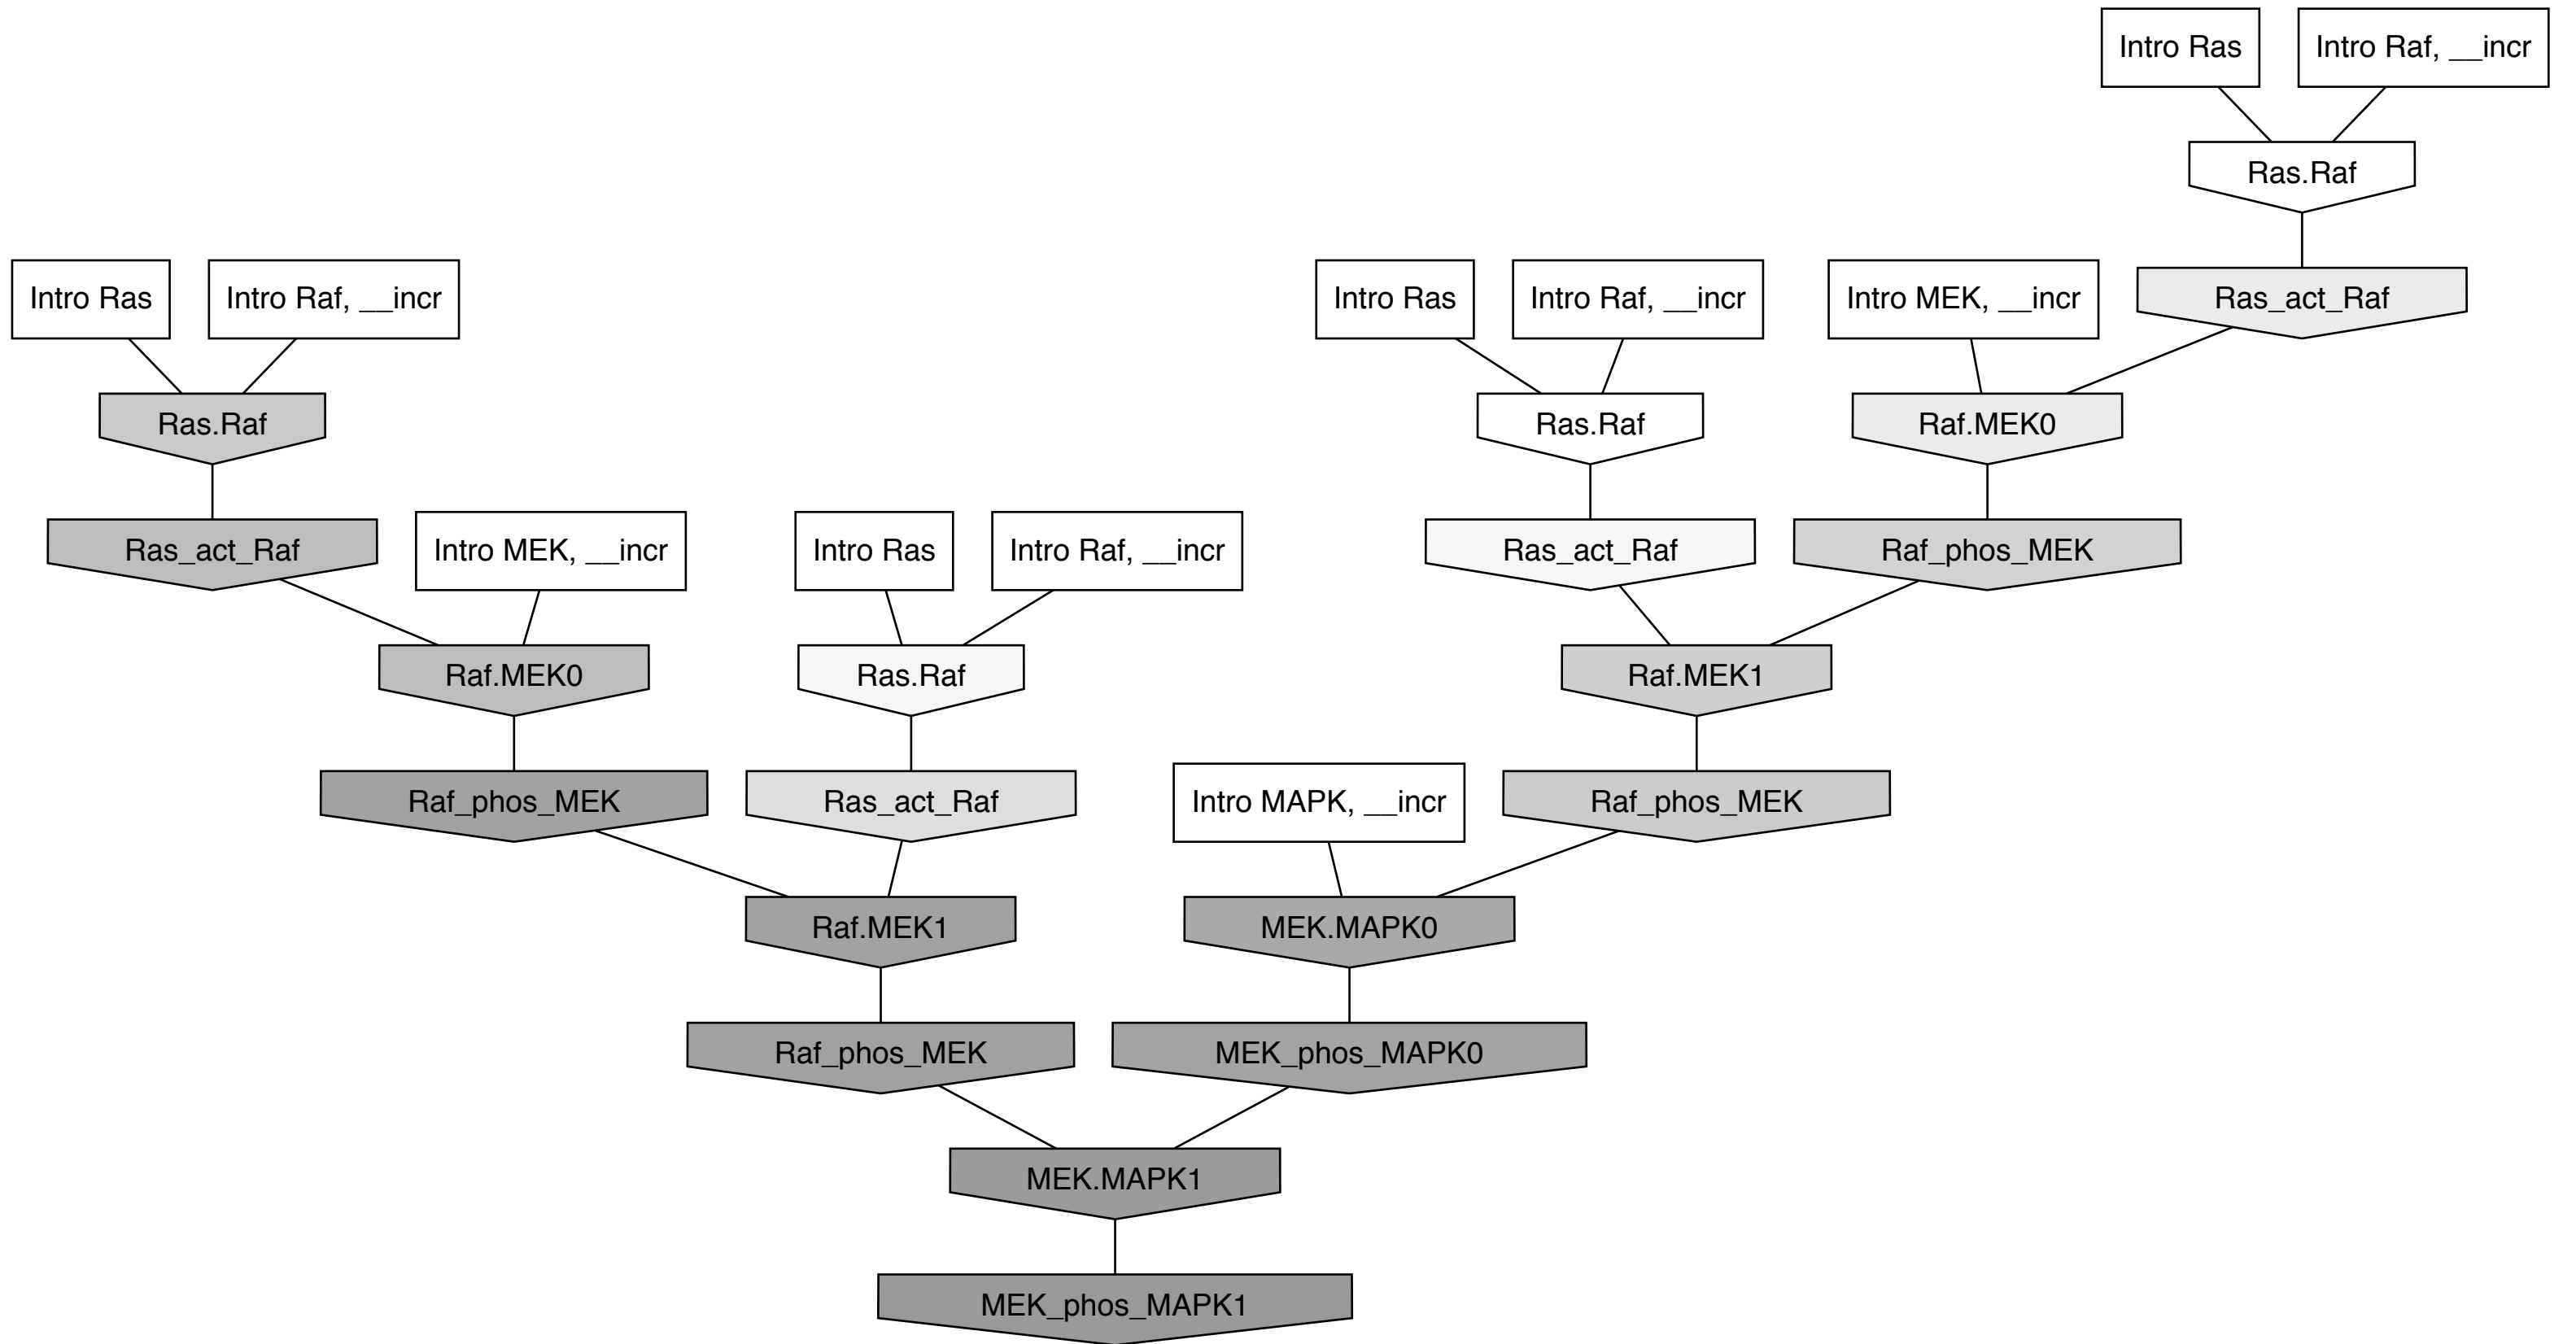 Intro Ras
Intro Raf, __incr
Ras.Raf
Intro Ras
Intro Raf, __incr
Intro Ras
Intro Raf, __incr
Intro MEK, __incr
Ras_act_Raf
Ras.Raf
Ras.Raf
Raf.MEK0
Ras_act_Raf
Intro MEK, __incr
Intro Ras
Intro Raf, __incr
Ras_act_Raf
Raf_phos_MEK
Raf.MEK0
Ras.Raf
Raf.MEK1
Raf_phos_MEK
Ras_act_Raf
Intro MAPK, __incr
Raf_phos_MEK
Raf.MEK1
MEK.MAPK0
Raf_phos_MEK
MEK_phos_MAPK0
MEK.MAPK1
MEK_phos_MAPK1